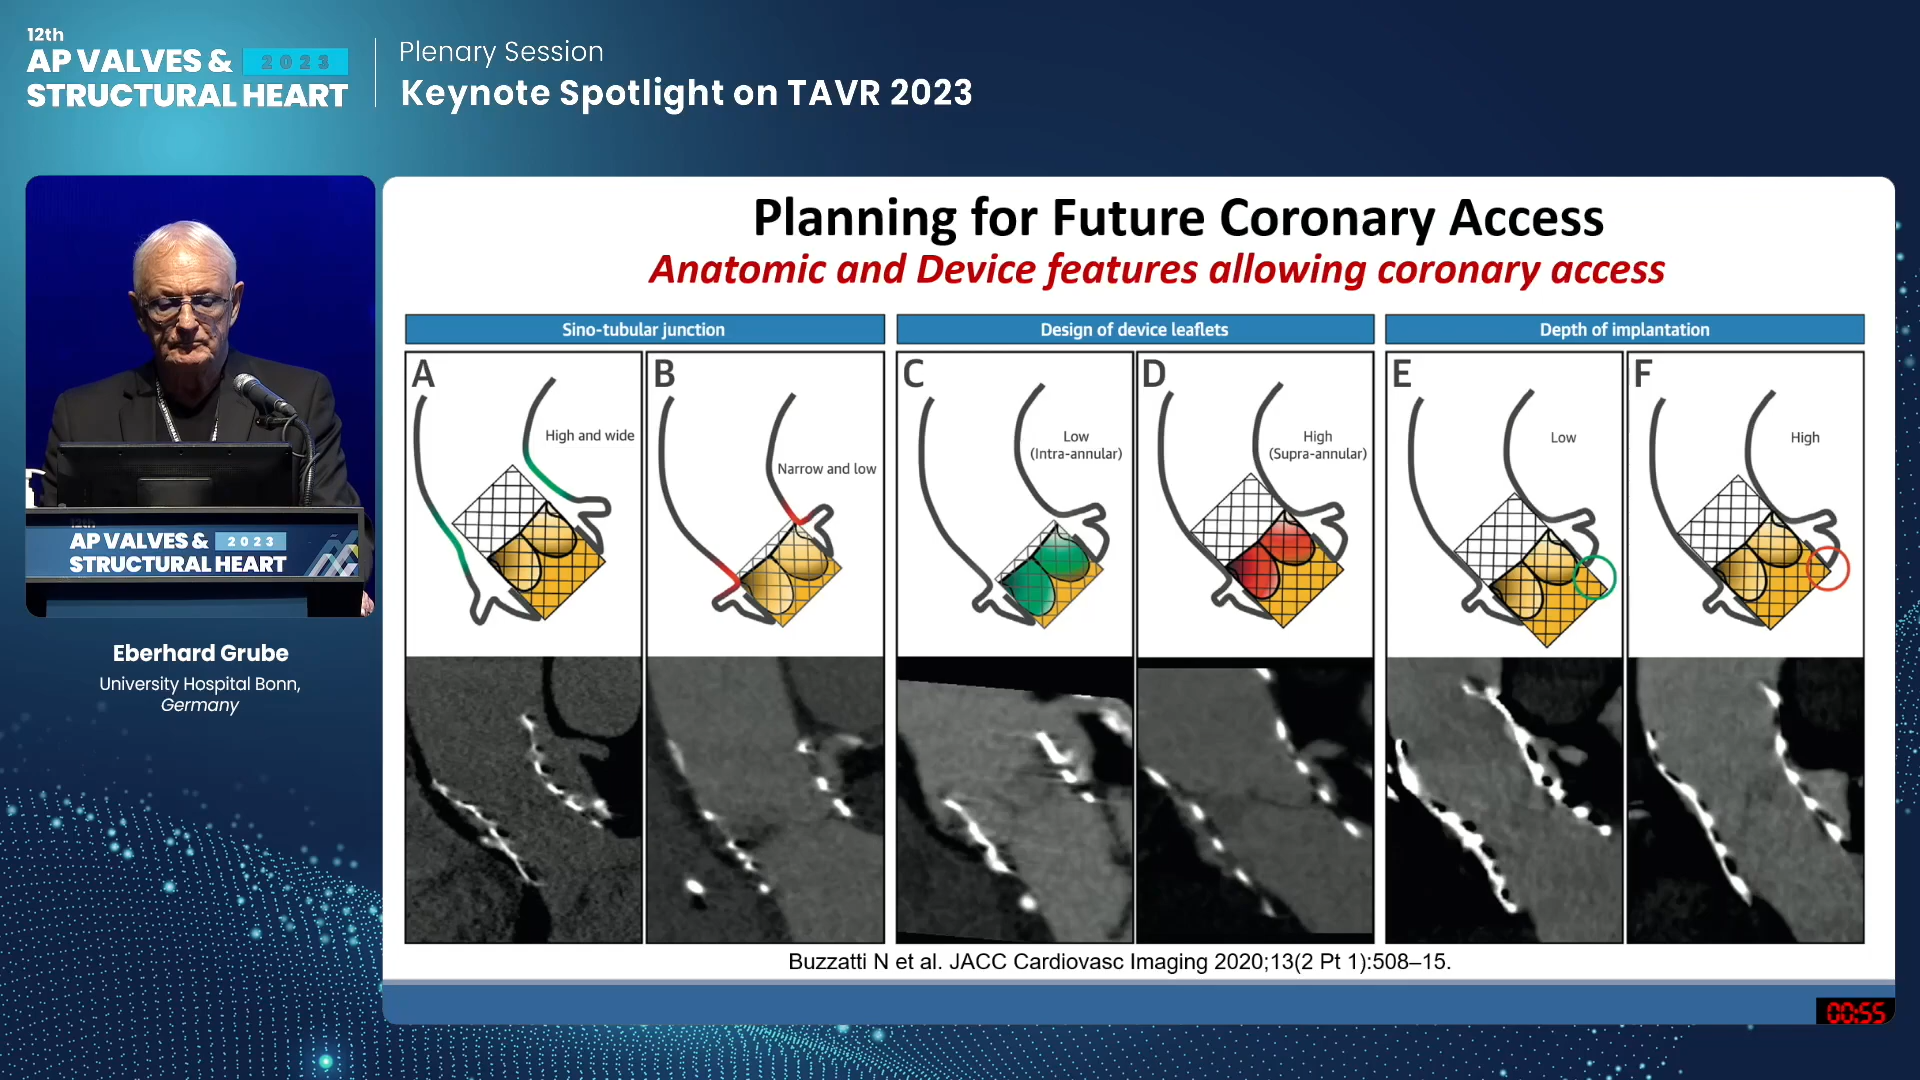 12th
AP VALVES & 2023
STRUCTURAL HEART
Plenary Session
Keynote Spotlight on TAVR 2023
12th
AP VALVES & 2023
STRUCTURAL HEART
Eberhard Grube
University Hospital Bonn,
Germany
Planning for Future Coronary Access
Anatomic and Device features allowing coronary access
Sino-tubular junction
Design of device leaflets
Depth of implantation
A
High and wide
B
Narrow and low
C
Low
(Intra-annular)
D
High
(Supra-annular)
E
Low
F
High
Buzzatti N et al. JACC Cardiovasc Imaging 2020;13(2 Pt 1):508–15.
00:55